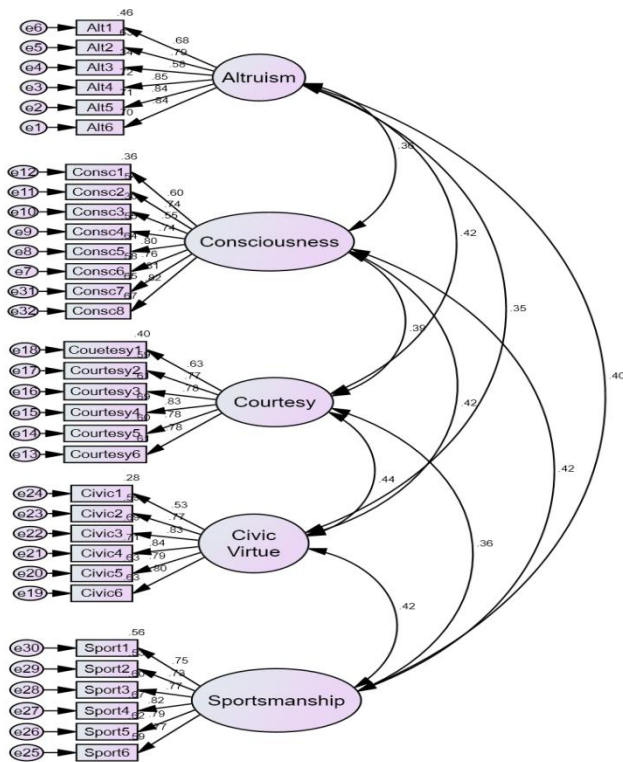 .46
e6 Alt1 .68
e5 Alt2 .79
e4 Alt3 .58
e3 Alt4 .85
e2 Alt5 .84
e1 Alt6 .84
Altruism
.36
e12 Consc1 .60
e11 Consc2 .74
e10 Consc3 .55
e9 Consc4 .74
e8 Consc5 .80
e7 Consc6 .76
e31 Consc7
e32 Consc8 .82
.67
Consciousness
.42
.35
.39
.40
.40
e18 Couetesy1 .63
e17 Courtesy2 .77
e16 Courtesy3 .78
e15 Courtesy4 .83
e14 Courtesy5 .78
e13 Courtesy6 .78
Courtesy
.42
.44
.42
.28
e24 Civic1 .53
e23 Civic2 .77
e22 Civic3 .83
e21 Civic4 .84
e20 Civic5 .79
e19 Civic6 .80
Civic
Virtue
.36
.42
.56
e30 Sport1 .75
e29 Sport2 .73
e28 Sport3 .77
e27 Sport4 .82
e26 Sport5 .79
e25 Sport6
.59
Sportsmanship